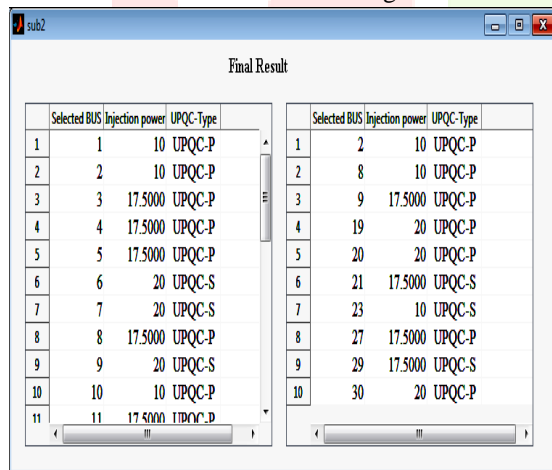 sub2
Final Result
Selected BUS Injection power UPQC-Type
1 1 10 UPQC-P
2 2 10 UPQC-P
3 3 17.5000 UPQC-P
4 4 17.5000 UPQC-P
5 5 17.5000 UPQC-P
6 6 20 UPQC-S
7 7 20 UPQC-S
8 8 17.5000 UPQC-P
9 9 20 UPQC-S
10 10 10 UPQC-P
11 11 17.5000 UPQC-P
Selected BUS Injection power UPQC-Type
1 2 10 UPQC-P
2 8 10 UPQC-P
3 9 17.5000 UPQC-P
4 19 20 UPQC-P
5 20 20 UPQC-P
6 21 17.5000 UPQC-S
7 23 10 UPQC-S
8 27 17.5000 UPQC-P
9 29 17.5000 UPQC-S
10 30 20 UPQC-P